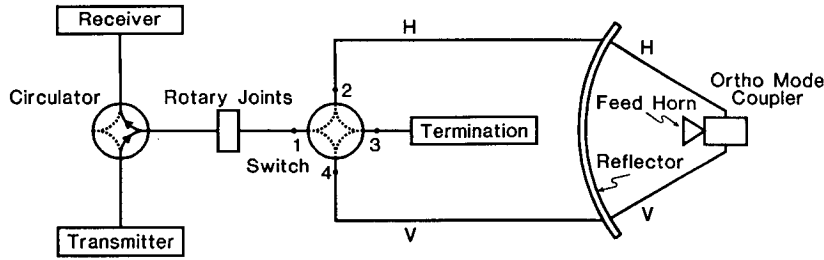 Receiver
H
H
Ortho Mode
Coupler
Circulator
Rotary Joints
2
Feed Horn
1
3
Termination
Switch
4
Reflector
Transmitter
V
V